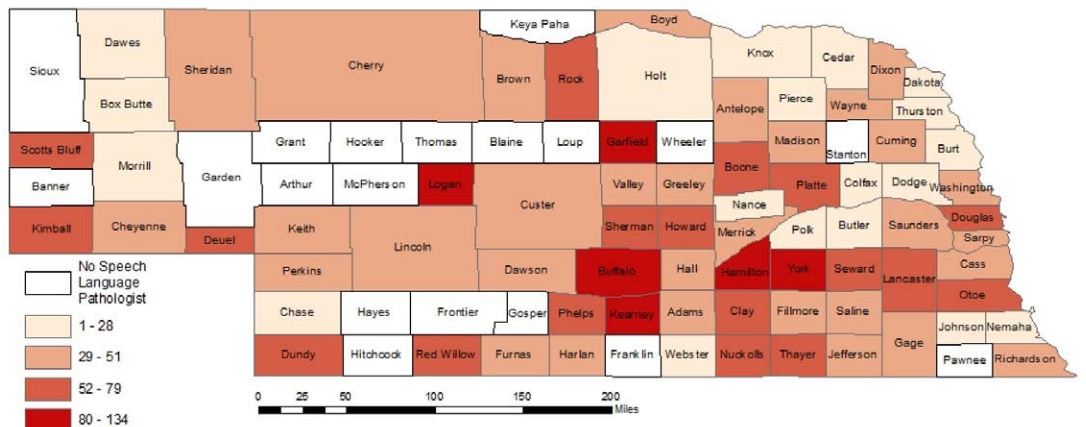 Keya Paha
Boyd
Dawes
Sioux
Sheridan
Cherry
Brown
Rock
Holt
Knox
Cedar
Dixon
Dakota
Box Butte
Antelope
Pierce
Wayne
Thurston
Scotts Bluff
Morrill
Garden
Grant
Hooker
Thomas
Blaine
Loup
Garfield
Wheeler
Madison
Stanton
Cuming
Burt
Banner
Arthur
McPherson
Logan
Custer
Valley
Greeley
Boone
Platte
Colfax
Dodge
Washington
Nance
Kimball
Cheyenne
Deuel
Keith
Lincoln
Sherman
Howard
Merrick
Polk
Butler
Saunders
Douglas
Sarpy
Perkins
Dawson
Buffalo
Hall
Hamilton
York
Seward
Lancaster
Cass
Otoe
Chase
Hayes
Frontier
Gosper
Phelps
Kearney
Adams
Clay
Fillmore
Saline
Johnson
Nemaha
Dundy
Hitchcock
Red Willow
Furnas
Harlan
Franklin
Webster
Nuckolls
Thayer
Jefferson
Gage
Pawnee
Richardson
No Speech
Language
Pathologist
1 - 28
29 - 51
52 - 79
80 - 134
0 25 50 100 150 200
Miles